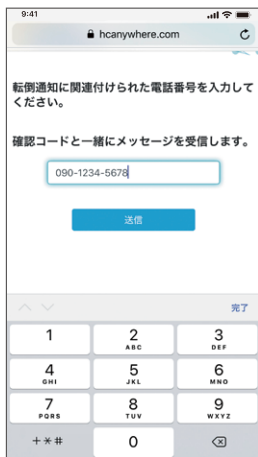 9:41
hcanywhere.com
転倒通知に関連付けられた電話番号を入力して
ください。
確認コードと一緒にメッセージを受信します。
090-1234-5678
送信
完了
1
2
ABC
3
DEF
4
GHI
5
JKL
6
MNO
7
PQRS
8
TUV
9
WXYZ
+*#
0